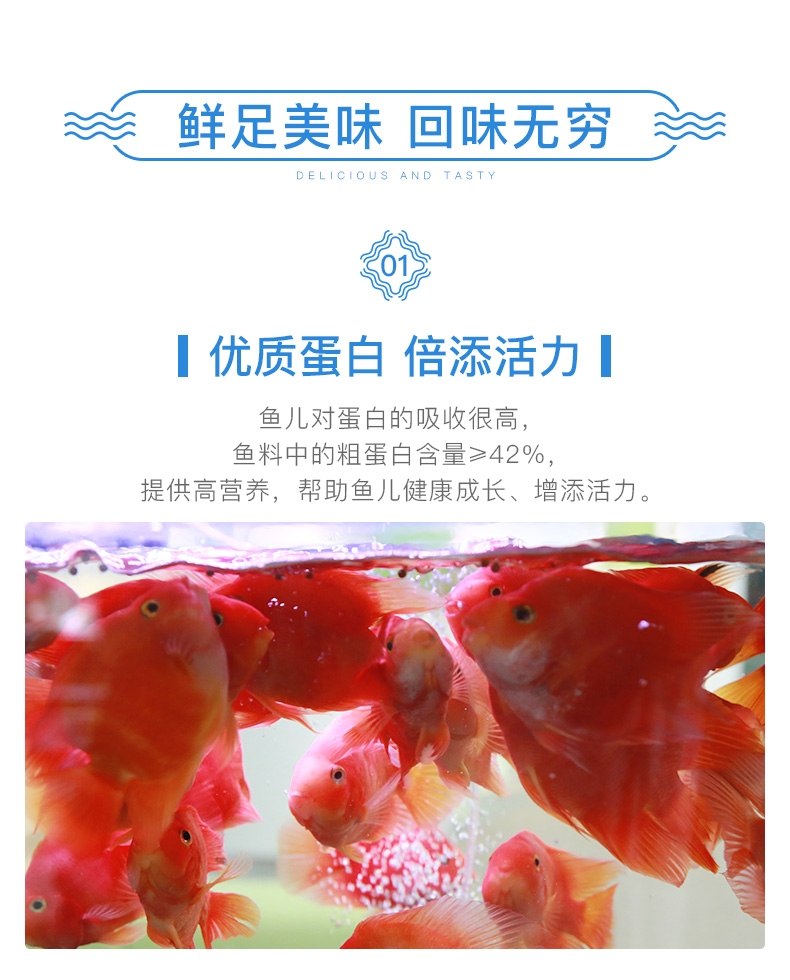 鲜足美味 回味无穷
DELICIOUS AND TASTY
01
优质蛋白 倍添活力
鱼儿对蛋白的吸收很高，
鱼料中的粗蛋白含量≥42%，
提供高营养，帮助鱼儿健康成长、增添活力。